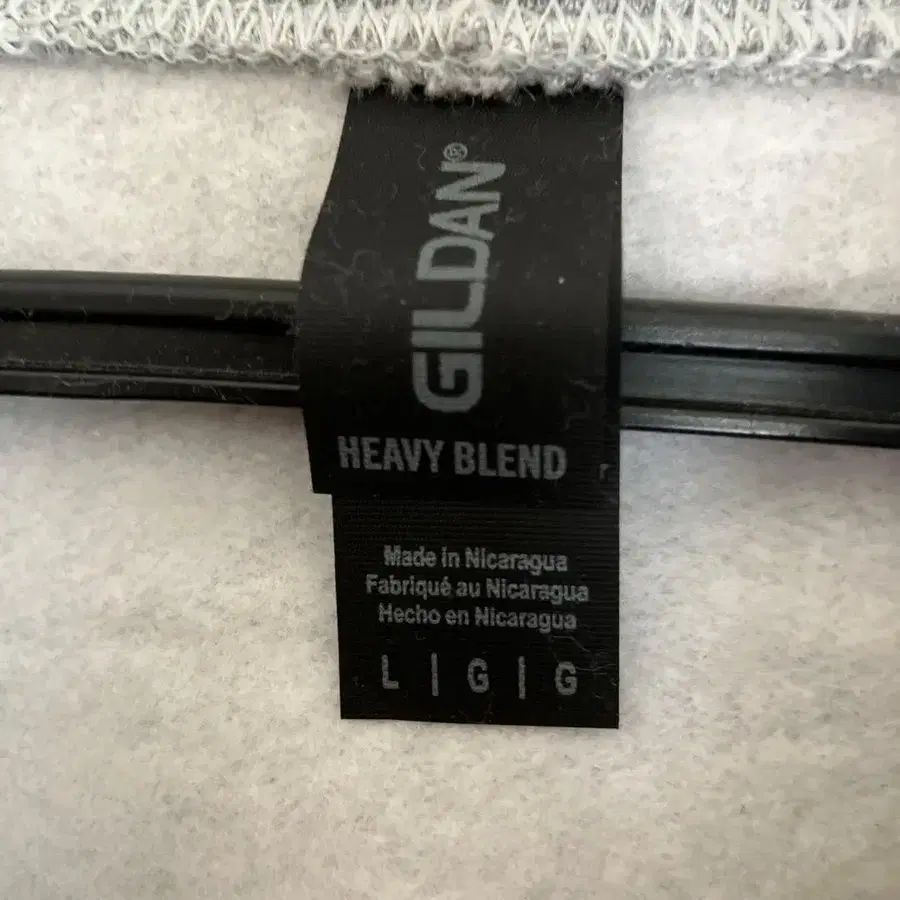 GILDAN®
HEAVY BLEND
Made in Nicaragua
Fabriqué au Nicaragua
Hecho en Nicaragua
L | G | G